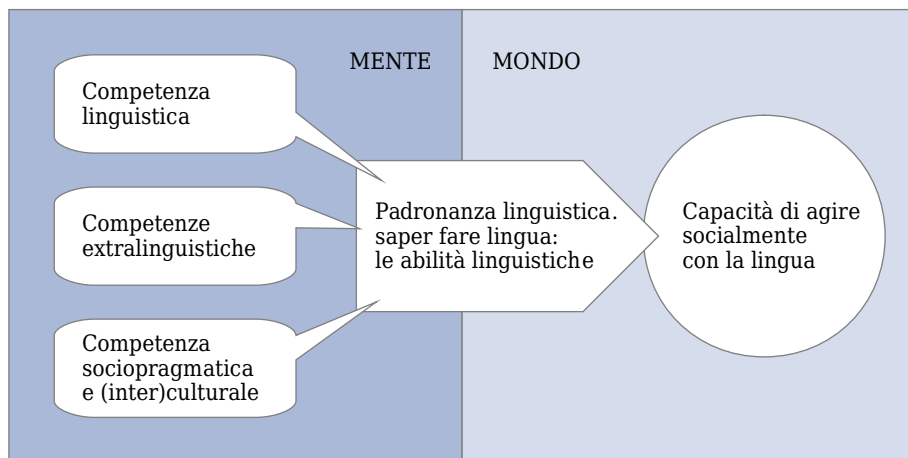 MENTE
MONDO
Competenza
linguistica
Competenze
extralinguistiche
Competenza
sociopragmatica
e (inter)culturale
Padronanza linguistica.
saper fare lingua:
le abilità linguistiche
Capacità di agire
socialmente
con la lingua